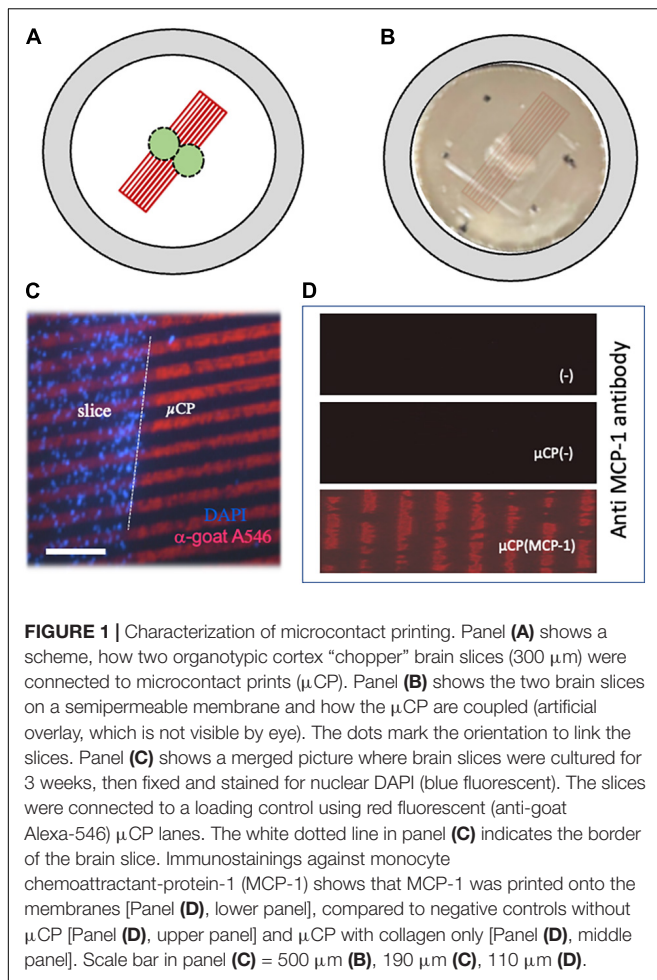 A
B
C
D
slice
µCP
DAPI
α-goat A546
(-)
µCP(-)
µCP(MCP-1)
Anti MCP-1 antibody
FIGURE 1 | Characterization of microcontact printing. Panel (A) shows a
scheme, how two organotypic cortex “chopper” brain slices (300 µm) were
connected to microcontact prints (µCP). Panel (B) shows the two brain slices
on a semipermeable membrane and how the µCP are coupled (artificial
overlay, which is not visible by eye). The dots mark the orientation to link the
slices. Panel (C) shows a merged picture where brain slices were cultured for
3 weeks, then fixed and stained for nuclear DAPI (blue fluorescent). The slices
were connected to a loading control using red fluorescent (anti-goat
Alexa-546) µCP lanes. The white dotted line in panel (C) indicates the border
of the brain slice. Immunostainings against monocyte
chemoattractant-protein-1 (MCP-1) shows that MCP-1 was printed onto the
membranes [Panel (D), lower panel], compared to negative controls without
µCP [Panel (D), upper panel] and µCP with collagen only [Panel (D), middle
panel]. Scale bar in panel (C) = 500 µm (B), 190 µm (C), 110 µm (D).